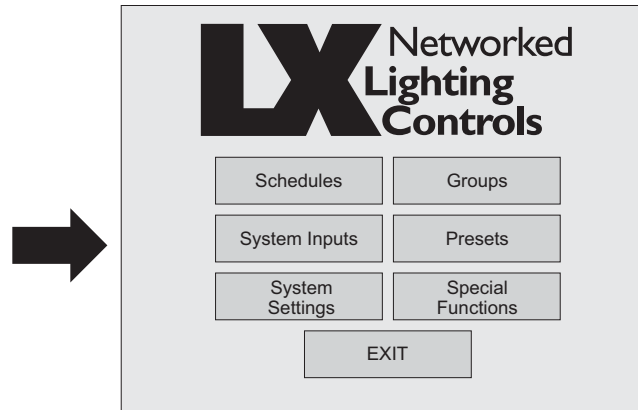 LX Networked
Lighting
Controls
Schedules Groups
System Inputs Presets
System Special
Settings Functions
EXIT